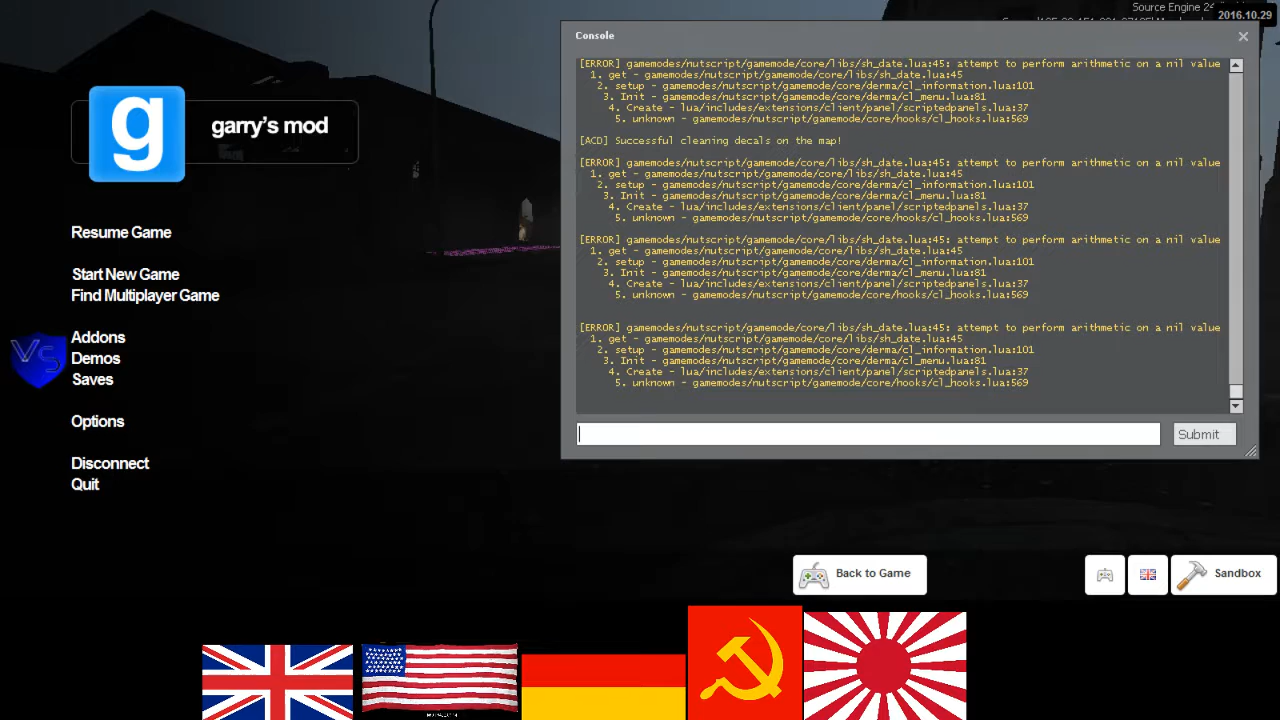 Source Engine 24
2016.10.29
Console
[ERROR] gamemodes/nutscript/gamemode/core/libs/sh_date.lua:45: attempt to perform arithmetic on a nil value
1. get - gamemodes/nutscript/gamemode/core/libs/sh_date.lua:45
2. setup - gamemodes/nutscript/gamemode/core/derma/cl_information.lua:101
3. Init - gamemodes/nutscript/gamemode/core/derma/cl_menu.lua:81
4. Create - lua/includes/extensions/client/panel/scriptedpanels.lua:37
5. unknown - gamemodes/nutscript/gamemode/core/hooks/cl_hooks.lua:569
[ACD] Successful cleaning decals on the map!
[ERROR] gamemodes/nutscript/gamemode/core/libs/sh_date.lua:45: attempt to perform arithmetic on a nil value
1. get - gamemodes/nutscript/gamemode/core/libs/sh_date.lua:45
2. setup - gamemodes/nutscript/gamemode/core/derma/cl_information.lua:101
3. Init - gamemodes/nutscript/gamemode/core/derma/cl_menu.lua:81
4. Create - lua/includes/extensions/client/panel/scriptedpanels.lua:37
5. unknown - gamemodes/nutscript/gamemode/core/hooks/cl_hooks.lua:569
[ERROR] gamemodes/nutscript/gamemode/core/libs/sh_date.lua:45: attempt to perform arithmetic on a nil value
1. get - gamemodes/nutscript/gamemode/core/libs/sh_date.lua:45
2. setup - gamemodes/nutscript/gamemode/core/derma/cl_information.lua:101
3. Init - gamemodes/nutscript/gamemode/core/derma/cl_menu.lua:81
4. Create - lua/includes/extensions/client/panel/scriptedpanels.lua:37
5. unknown - gamemodes/nutscript/gamemode/core/hooks/cl_hooks.lua:569
[ERROR] gamemodes/nutscript/gamemode/core/libs/sh_date.lua:45: attempt to perform arithmetic on a nil value
1. get - gamemodes/nutscript/gamemode/core/libs/sh_date.lua:45
2. setup - gamemodes/nutscript/gamemode/core/derma/cl_information.lua:101
3. Init - gamemodes/nutscript/gamemode/core/derma/cl_menu.lua:81
4. Create - lua/includes/extensions/client/panel/scriptedpanels.lua:37
5. unknown - gamemodes/nutscript/gamemode/core/hooks/cl_hooks.lua:569
Submit
g
garry's mod
Resume Game
Start New Game
Find Multiplayer Game
VS
Addons
Demos
Saves
Options
Disconnect
Quit
Back to Game
Sandbox